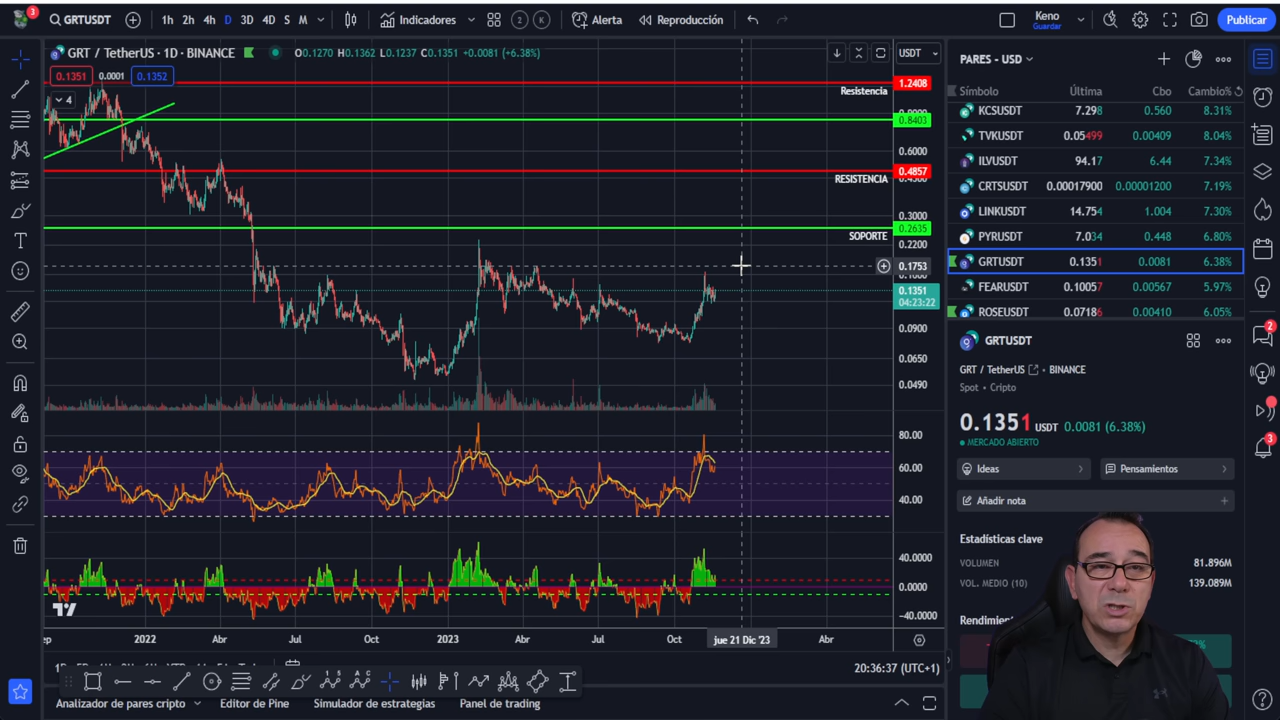 3
GRTUSDT
1h 2h 4h D 3D 4D S M
Indicadores
2 K
Alerta
Reproducción
Keno
Guardar
Publicar
GRT / TetherUS · 1D · BINANCE
O0.1270 H0.1362 L0.1237 C0.1351 +0.0081 (+6.38%)
USDT
0.1351 0.0001 0.1352
4
1.2408
Resistencia
0.8403
0.6000
0.4857
RESISTENCIA
0.3000
0.2635
SOPORTE
0.2200
0.1753
0.1351
04:23:22
0.0900
0.0650
0.0490
80.00
60.00
40.00
40.0000
0.0000
-40.0000
2022 Abr Jul Oct 2023 Abr Jul Oct jue 21 Dic '23 Abr
20:36:37 (UTC+1)
Analizador de pares cripto
Editor de Pine
Simulador de estrategias
Panel de trading
PARES - USD
Símbolo Última Cbo Cambio%
KCSUSDT 7.298 0.560 8.31%
TVKUSDT 0.05499 0.00409 8.04%
ILVUSDT 94.17 6.44 7.34%
CRTSUSDT 0.00017900 0.00001200 7.19%
LINKUSDT 14.754 1.004 7.30%
PYRUSDT 7.034 0.448 6.80%
GRTUSDT 0.1351 0.0081 6.38%
FEARUSDT 0.10057 0.00567 5.97%
ROSEUSDT 0.07186 0.00410 6.05%
GRTUSDT
GRT / TetherUS · BINANCE
Spot · Cripto
0.1351 USDT 0.0081 (6.38%)
MERCADO ABIERTO
Ideas
Pensamientos
Añadir nota
Estadísticas clave
VOLUMEN 81.896M
VOL. MEDIO (10) 139.089M
2
3